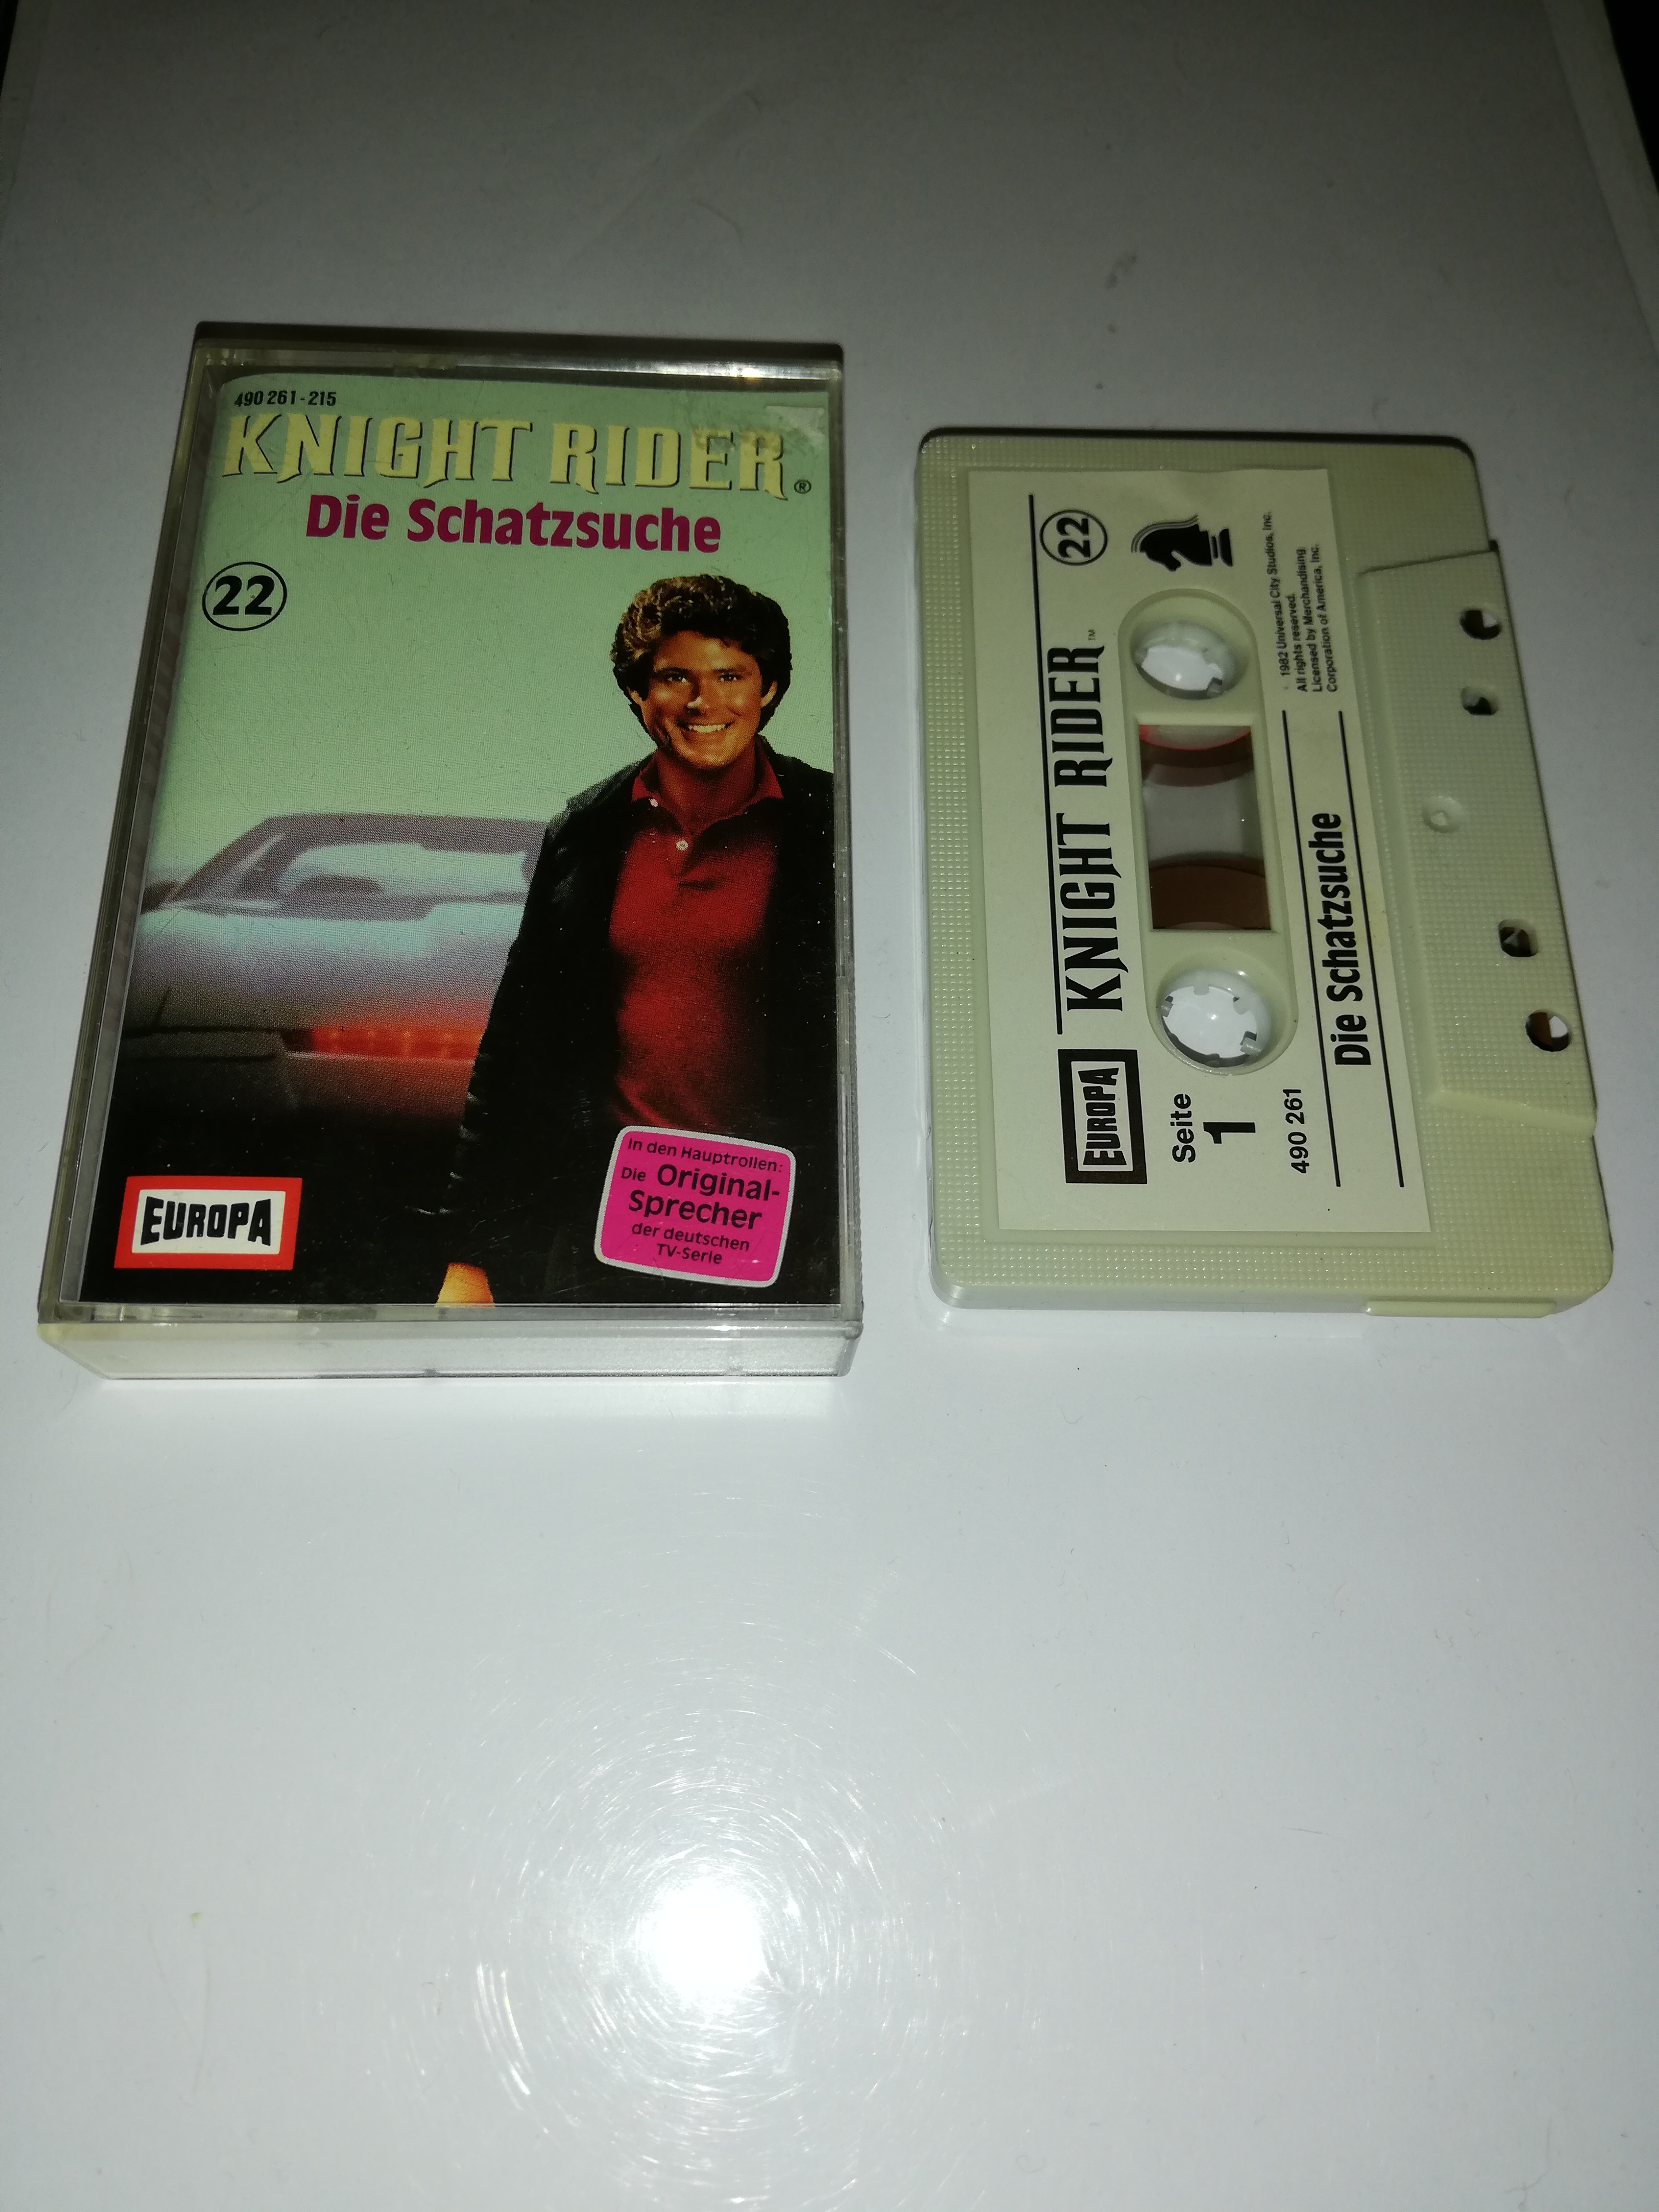 490 261-215
KNIGHT RIDER®
Die Schatzsuche
22
In den Hauptrollen:
Die Original-
Sprecher
der deutschen
TV-Serie
EUROPA
EUROPA KNIGHT RIDER™ 22
Seite
1
490 261
1982 Universal City Studios, Inc.
All rights reserved.
Licensed by Merchandising
Corporation of America, Inc.
Die Schatzsuche